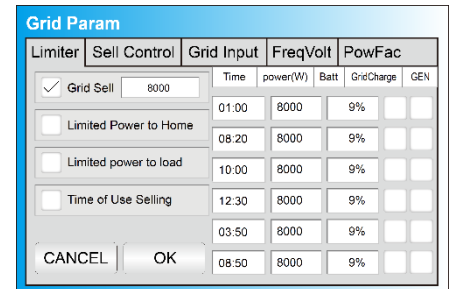 Grid Param
Limiter Sell Control Grid Input FreqVolt PowFac
Grid Sell 8000
Limited Power to Home
Limited power to load
Time of Use Selling
CANCEL OK
Time power(W) Batt GridCharge GEN
01:00 8000 9%
08:20 8000 9%
10:00 8000 9%
12:30 8000 9%
03:50 8000 9%
08:50 8000 9%